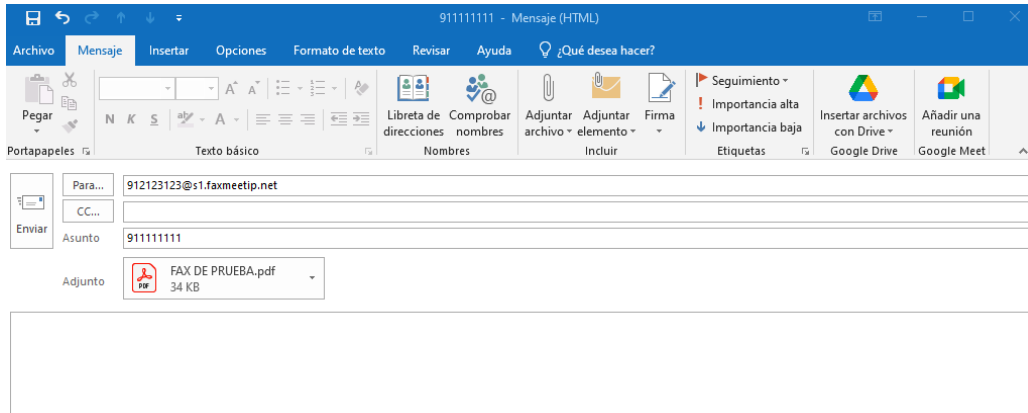 911111111 - Mensaje (HTML)
Archivo Mensaje Insertar Opciones Formato de texto Revisar Ayuda ¿Qué desea hacer?
Pegar
N K S
A
Portapapeles
Texto básico
Libreta de direcciones
Comprobar nombres
Nombres
Adjuntar archivo
Adjuntar elemento
Firma
Incluir
Seguimiento
Importancia alta
Importancia baja
Etiquetas
Insertar archivos con Drive
Google Drive
Añadir una reunión
Google Meet
Enviar
Para... 912123123@s1.faxmeetip.net
CC...
Asunto 911111111
Adjunto
PDF
FAX DE PRUEBA.pdf
34 KB